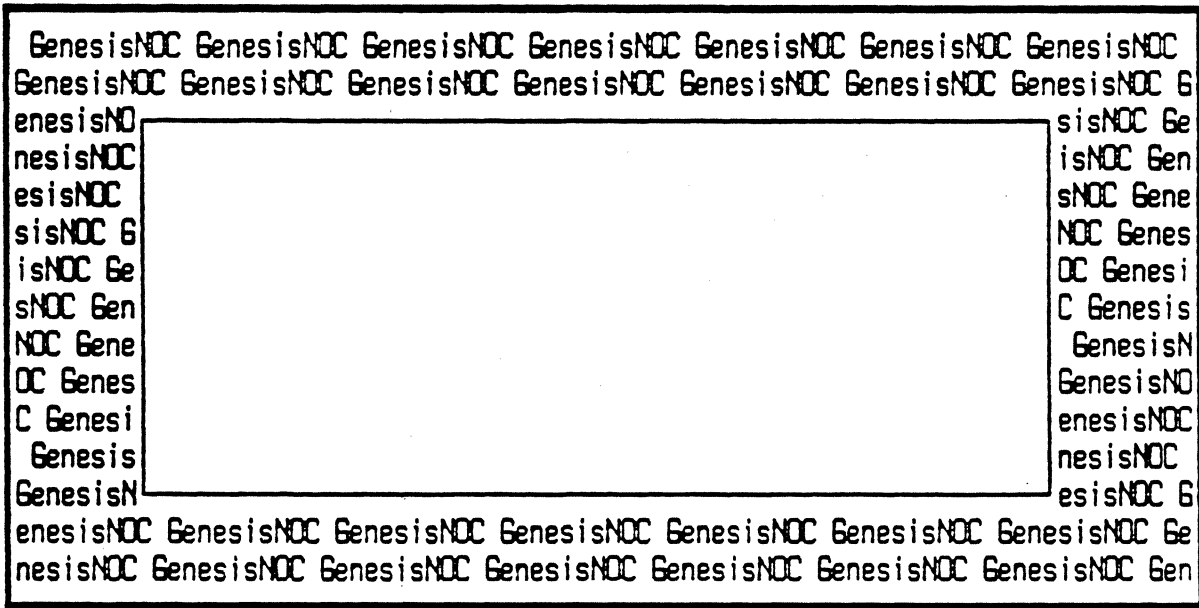 GenesisNOC GenesisNOC GenesisNOC GenesisNOC GenesisNOC GenesisNOC GenesisNOC
GenesisNOC GenesisNOC GenesisNOC GenesisNOC GenesisNOC GenesisNOC GenesisNOC G
enesisNO sisNOC Ge
nesisNOC isNOC Gen
esisNOC sNOC Gene
sisNOC G NOC Genes
isNOC Ge OC Genesi
sNOC Gen C Genesis
NOC Gene GenesisN
OC Genes GenesisNO
C Genesi enesisNOC
Genesis nesisNOC
GenesisN esisNOC G
enesisNOC GenesisNOC GenesisNOC GenesisNOC GenesisNOC GenesisNOC GenesisNOC Ge
nesisNOC GenesisNOC GenesisNOC GenesisNOC GenesisNOC GenesisNOC GenesisNOC Gen